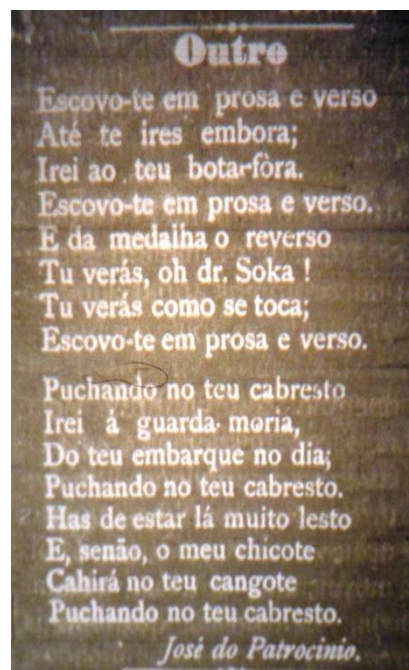 Outro
Escovo-te em prosa e verso
Até te ires embora;
Irei ao teu bota-fòra.
Escovo-te em prosa e verso.
E da medalha o reverso
Tu verás, oh dr. Soka !
Tu verás como se toca;
Escovo-te em prosa e verso.
Puchando no teu cabresto
Irei á guarda-moria,
Do teu embarque no dia;
Puchando no teu cabresto.
Has de estar lá muito lesto
E, senão, o meu chicote
Cahirá no teu cangote
Puchando no teu cabresto.
José do Patrocinio.